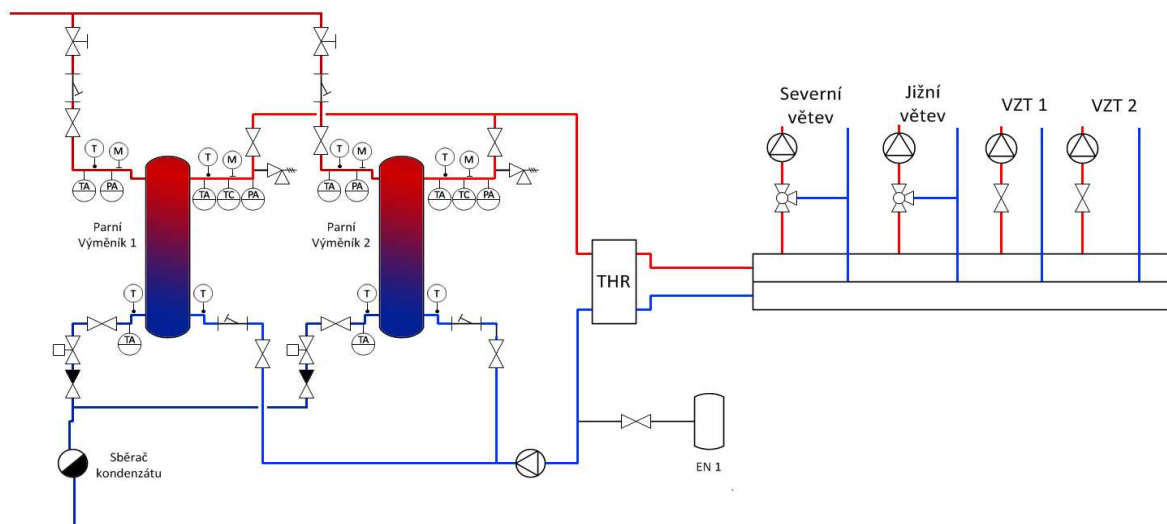 Severní
větev
Jižní
větev
VZT 1
VZT 2
T
M
T
M
T
M
T
M
TA
PA
TA
TC
PA
TA
PA
TA
TC
PA
Parní
Výměník 1
Parní
Výměník 2
THR
T
T
T
T
TA
TA
Sběrač
kondenzátu
EN 1